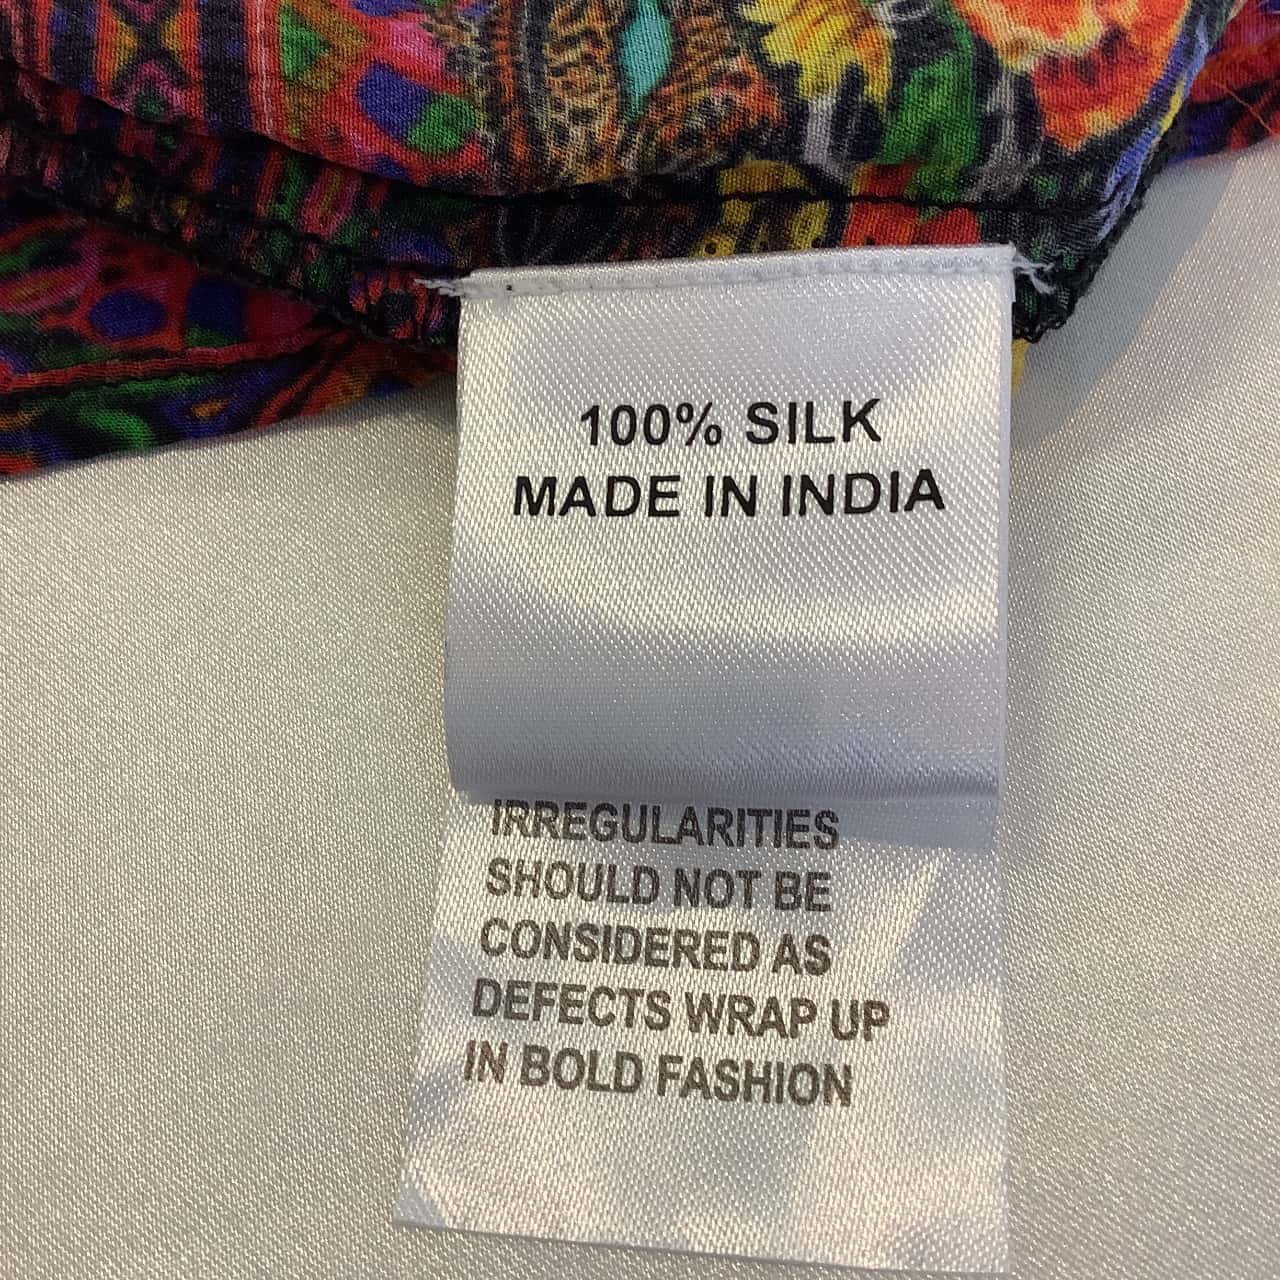 100% SILK
MADE IN INDIA
IRREGULARITIES
SHOULD NOT BE
CONSIDERED AS
DEFECTS WRAP UP
IN BOLD FASHION